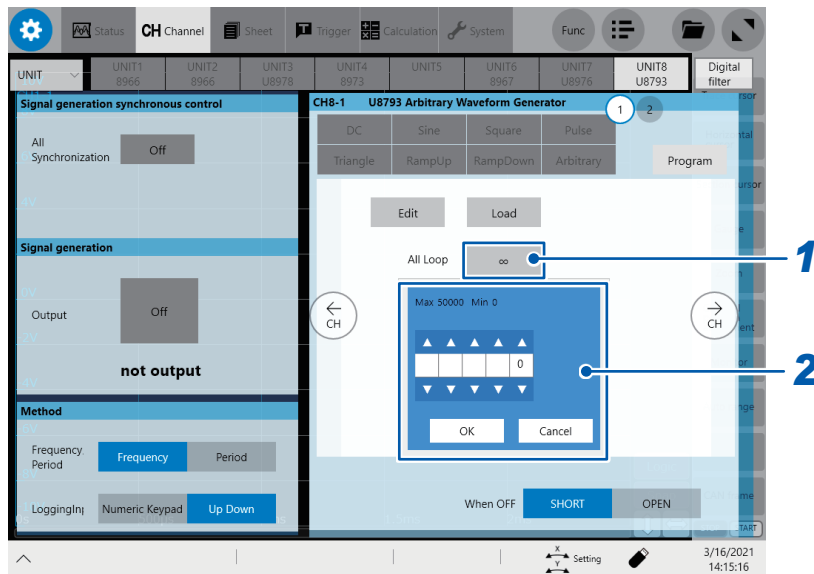 Status CH Channel Sheet Trigger Calculation System Func
UNIT UNIT1 UNIT2 UNIT3 UNIT4 UNIT5 UNIT6 UNIT7 UNIT8 Digital
8966 8966 U8978 8973 8967 U8976 U8793 filter
Signal generation synchronous control
All
Synchronization Off
Signal generation
Output Off
not output
Method
Frequency
Period Frequency Period
LoggingInp Numeric Keypad Up Down
CH8-1 U8793 Arbitrary Waveform Generator 1 2
DC Sine Square Pulse
Triangle RampUp RampDown Arbitrary Program
Edit Load
All Loop ∞ 1
Max 50000 Min 0
← CH
0
→ CH
2
OK Cancel
When OFF SHORT OPEN
START
X
Y Setting
3/16/2021
14:15:16